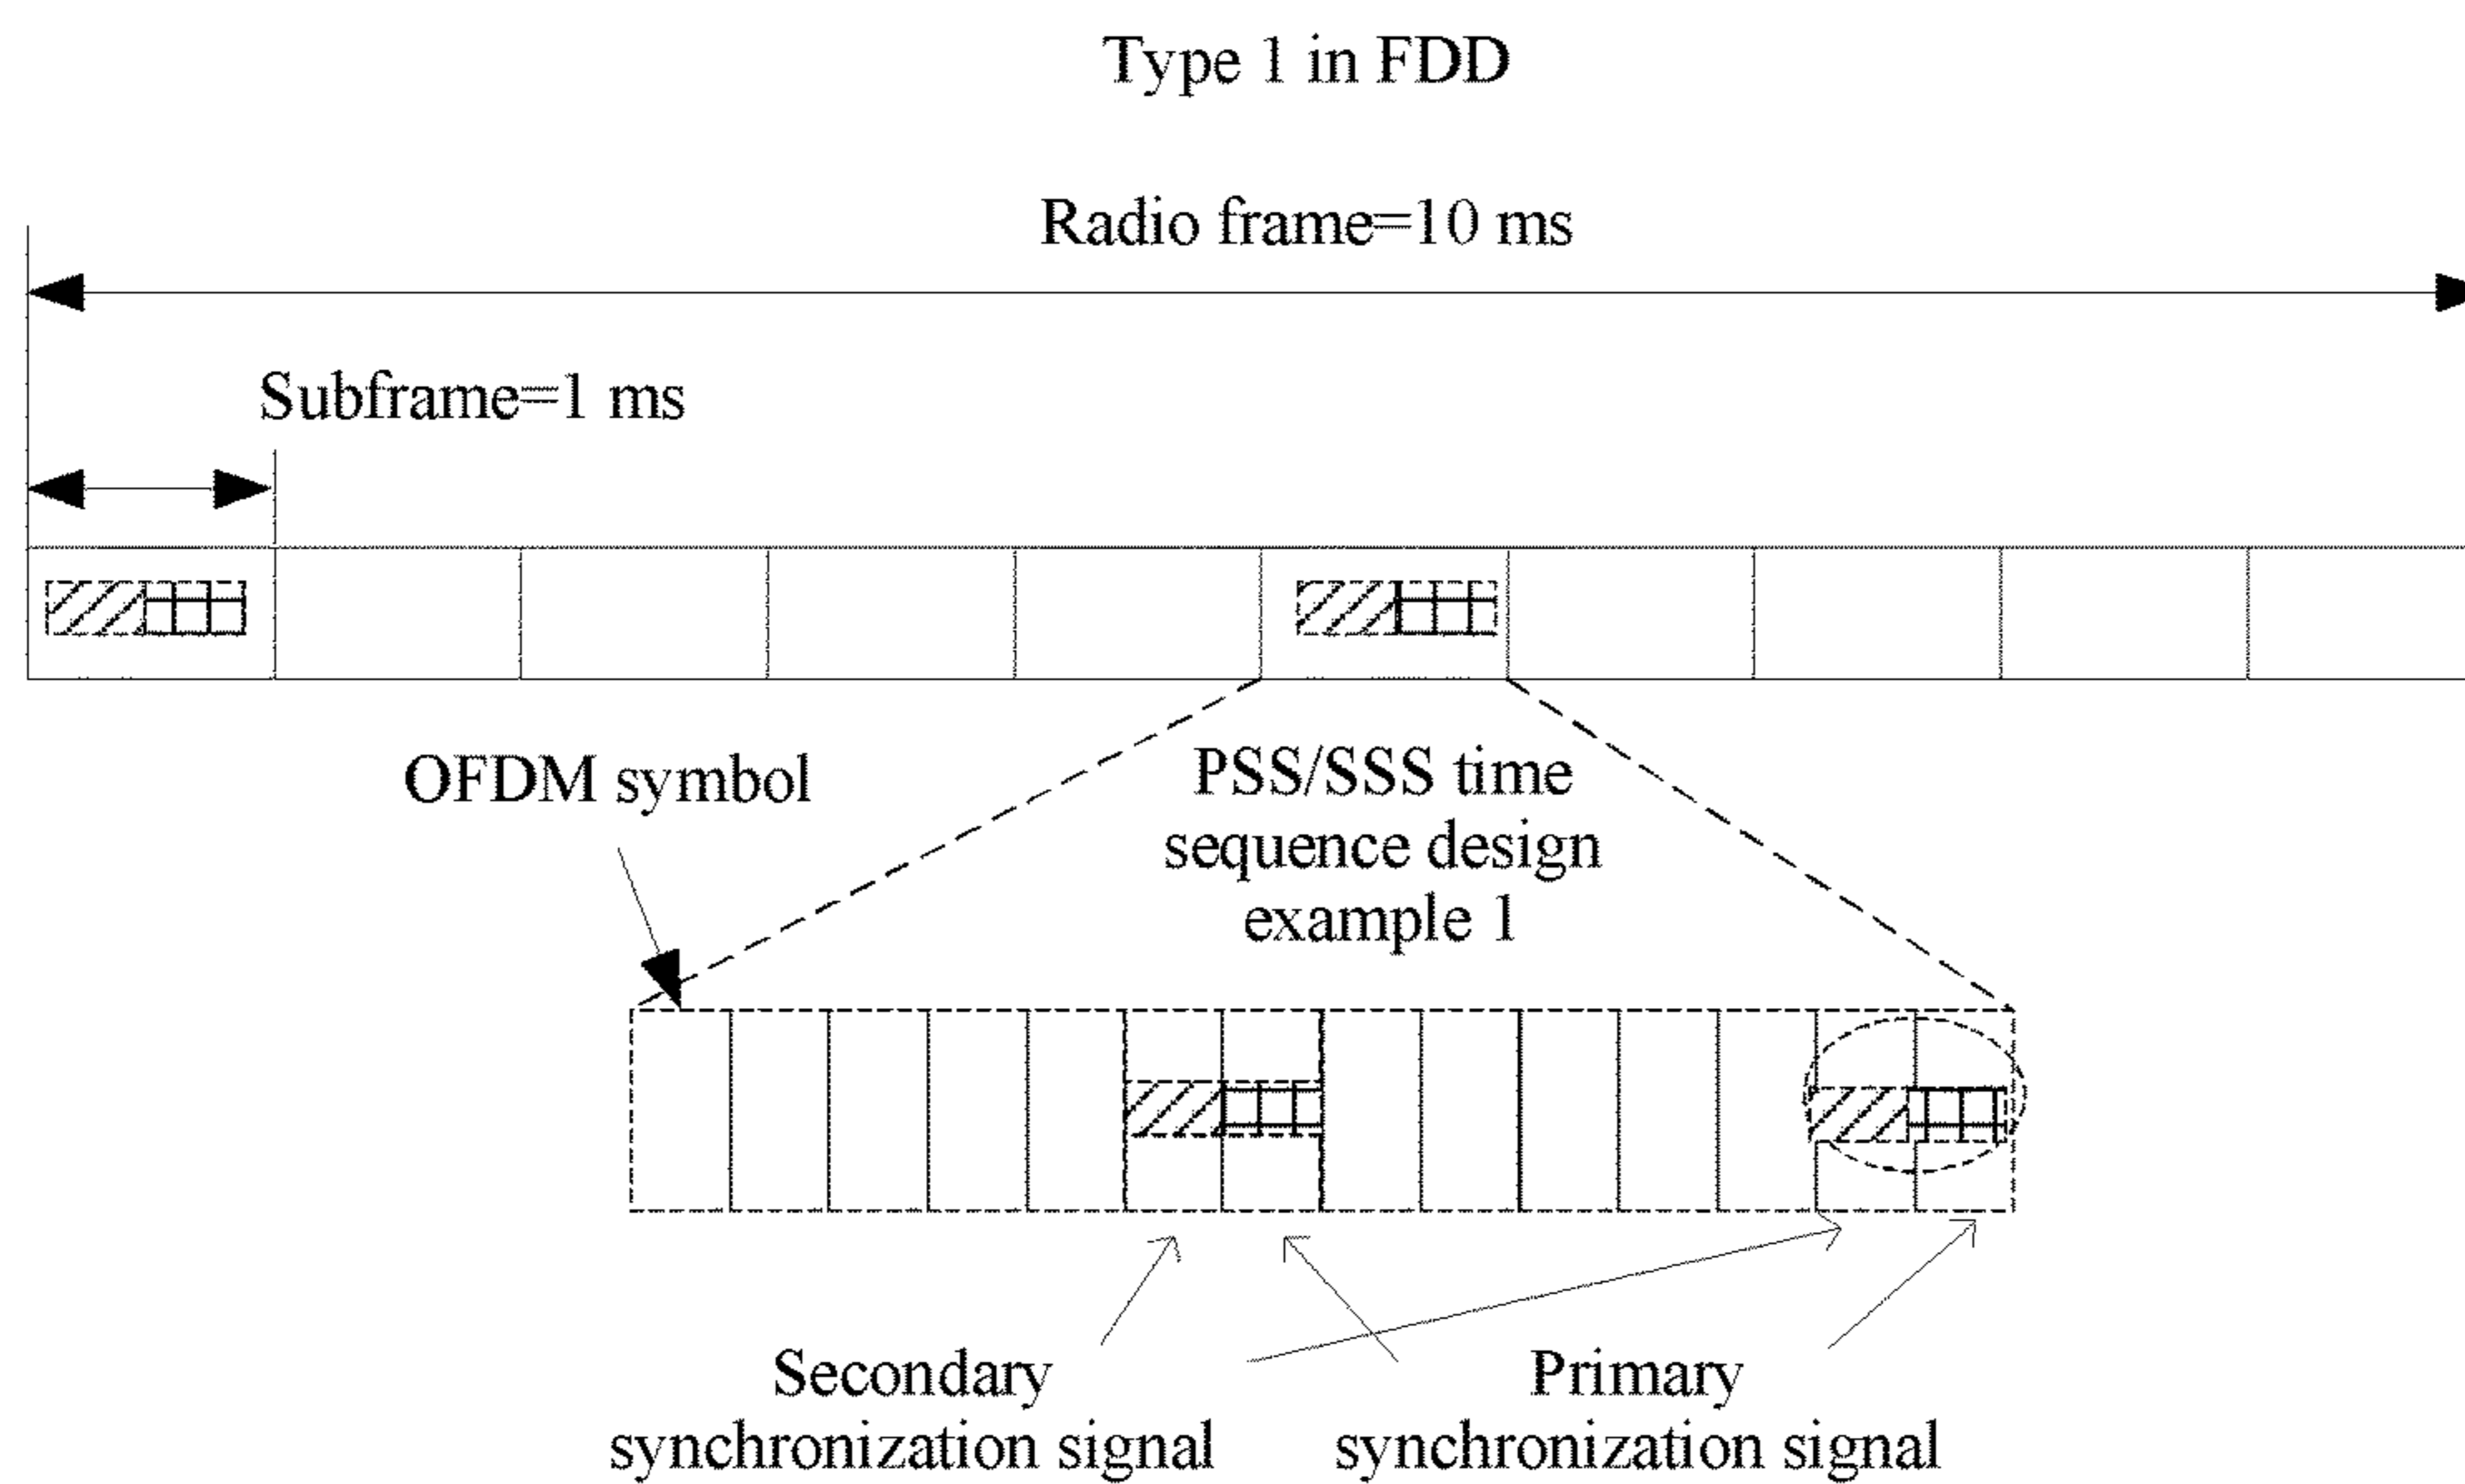 Type 1 in FDD
Radio frame=10 ms
Subframe=1 ms
OFDM symbol
PSS/SSS time
sequence design
example 1
Secondary
synchronization signal
Primary
synchronization signal